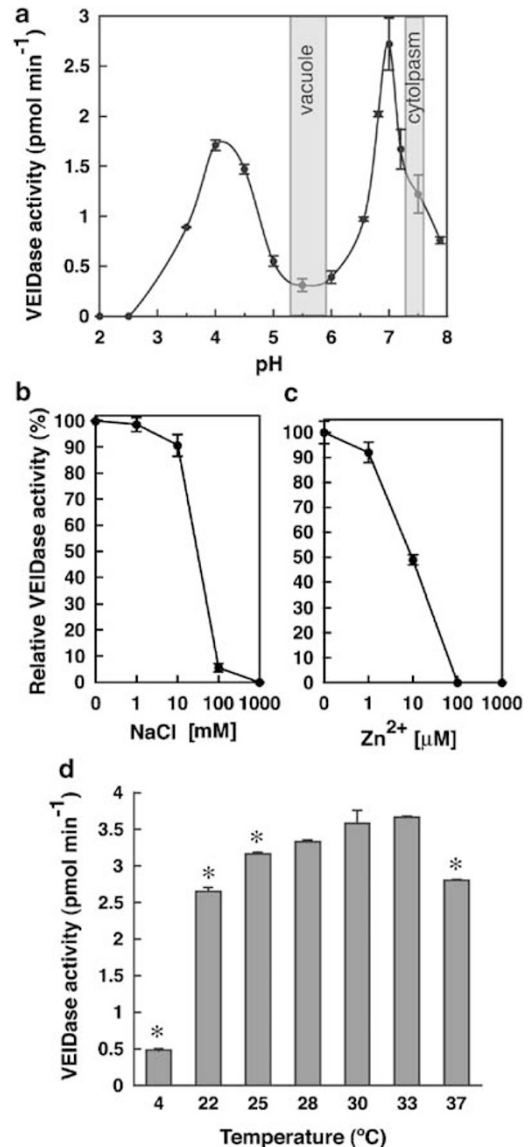 a
VEIDase activity (pmol min⁻¹)
3
2.5
2
1.5
1
0.5
0
vacuole
cytolpasm
2 3 4 5 6 7 8
pH
b
Relative VEIDase activity (%)
100
90
80
70
60
50
40
30
20
10
0
0 1 10 100 1000
NaCl [mM]
c
100
90
80
70
60
50
40
30
20
10
0
0 1 10 100 1000
Zn²⁺ [µM]
d
VEIDase activity (pmol min⁻¹)
4
3.5
3
2.5
2
1.5
1
0.5
0
* * * *
4 22 25 28 30 33 37
Temperature (°C)